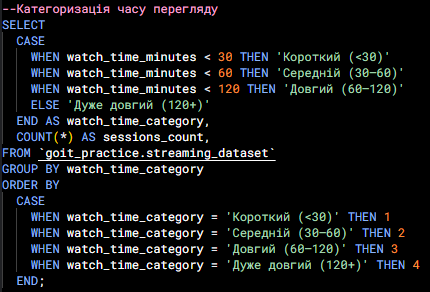 --Категоризація часу перегляду
SELECT
  CASE
    WHEN watch_time_minutes < 30 THEN 'Короткий (<30)'
    WHEN watch_time_minutes < 60 THEN 'Середній (30–60)'
    WHEN watch_time_minutes < 120 THEN 'Довгий (60–120)'
    ELSE 'Дуже довгий (120+)'
  END AS watch_time_category,
  COUNT(*) AS sessions_count,
FROM `goit_practice.streaming_dataset`
GROUP BY watch_time_category
ORDER BY
  CASE
    WHEN watch_time_category = 'Короткий (<30)' THEN 1
    WHEN watch_time_category = 'Середній (30–60)' THEN 2
    WHEN watch_time_category = 'Довгий (60–120)' THEN 3
    WHEN watch_time_category = 'Дуже довгий (120+)' THEN 4
  END;